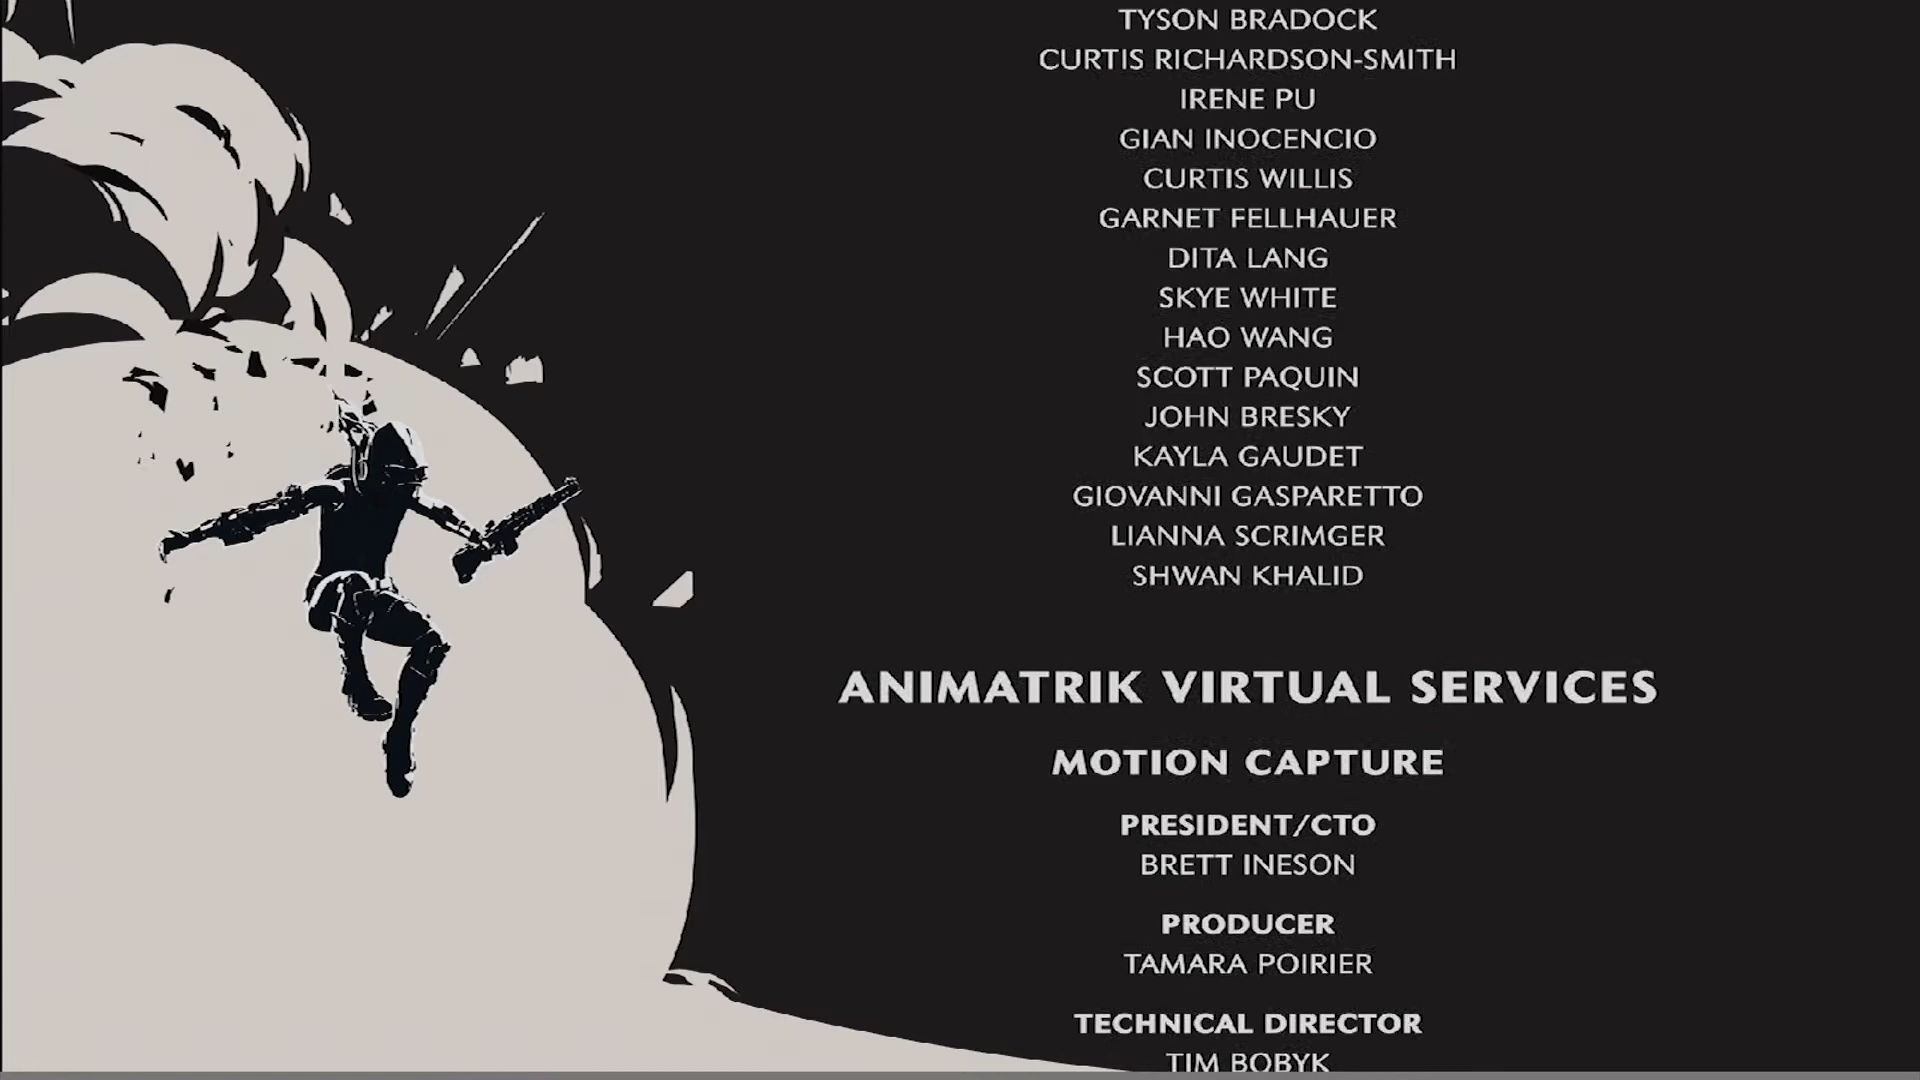 TYSON BRADOCK
CURTIS RICHARDSON-SMITH
IRENE PU
GIAN INOCENCIO
CURTIS WILLIS
GARNET FELLHAUER
DITA LANG
SKYE WHITE
HAO WANG
SCOTT PAQUIN
JOHN BRESKY
KAYLA GAUDET
GIOVANNI GASPARETTO
LIANNA SCRIMGER
SHWAN KHALID
ANIMATRIK VIRTUAL SERVICES
MOTION CAPTURE
PRESIDENT/CTO
BRETT INESON
PRODUCER
TAMARA POIRIER
TECHNICAL DIRECTOR
TIM BOBYK